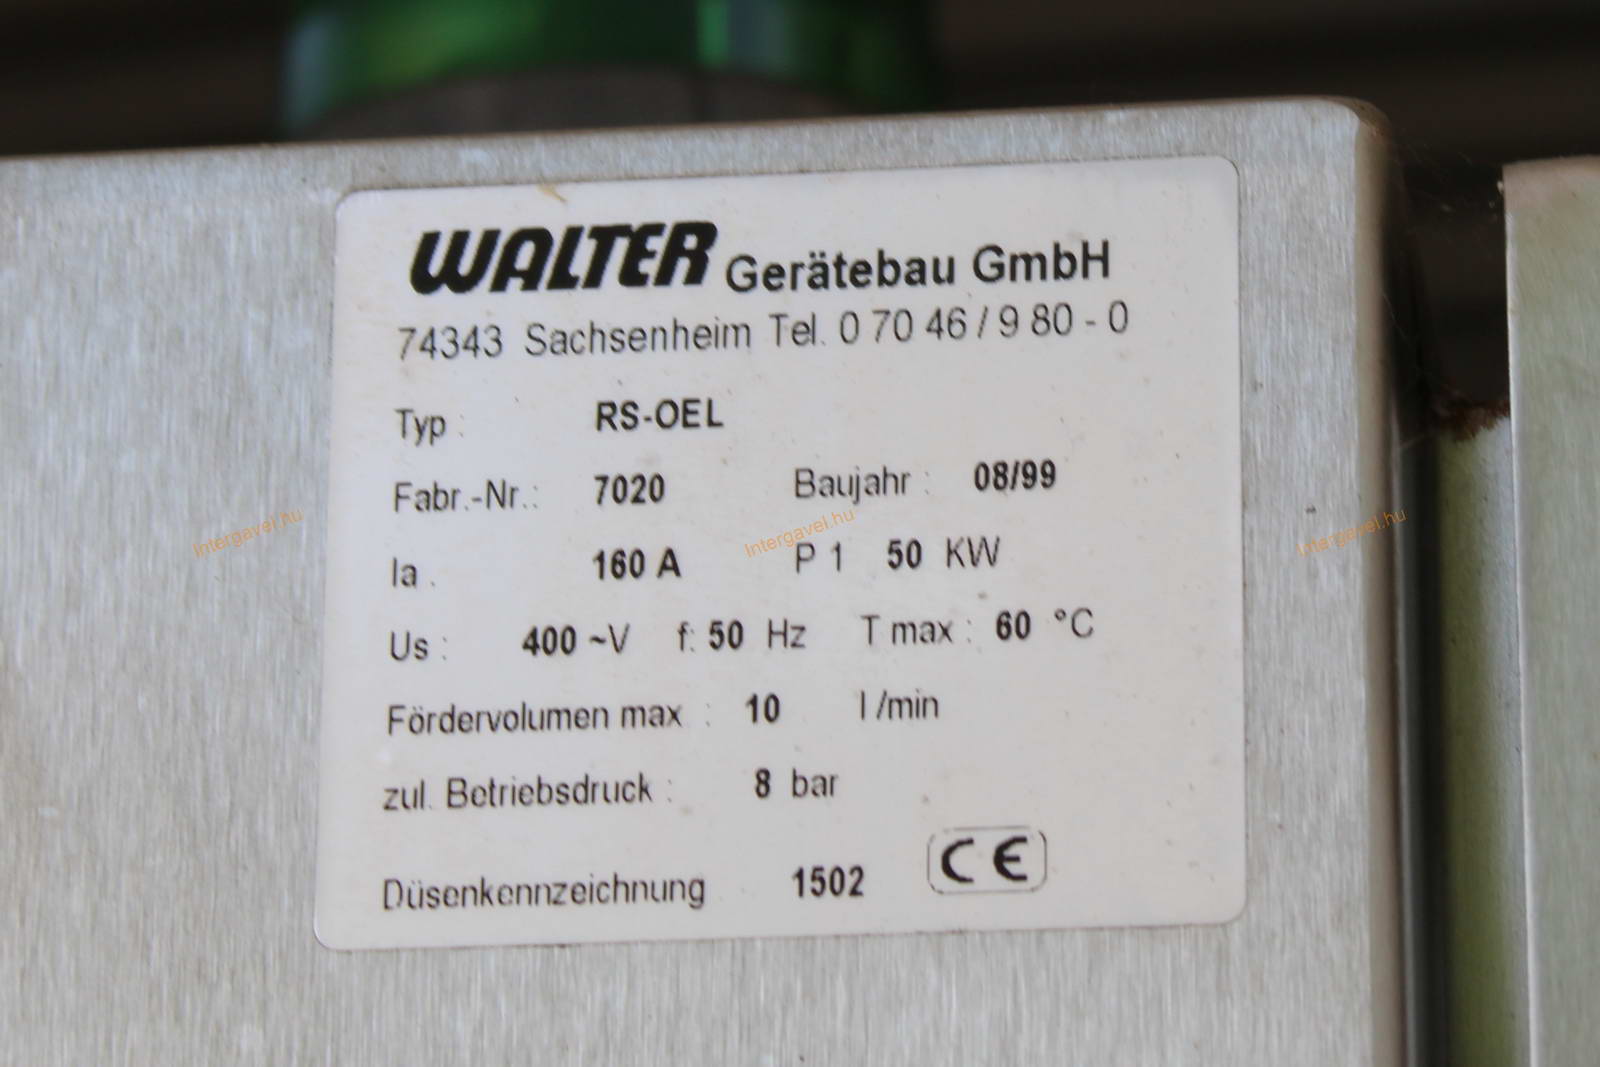 WALTER Gerätebau GmbH
74343 Sachsenheim Tel. 0 70 46 / 9 80 - 0
Typ : RS-OEL
Fabr.-Nr.: 7020 Baujahr : 08/99
Ia . 160 A P 1 50 KW
Us : 400 ~V f: 50 Hz T max : 60 °C
Fördervolumen max : 10 l /min
zul. Betriebsdruck : 8 bar
Düsenkennzeichnung 1502 CE
Intergavel.hu Intergavel.hu Intergavel.hu